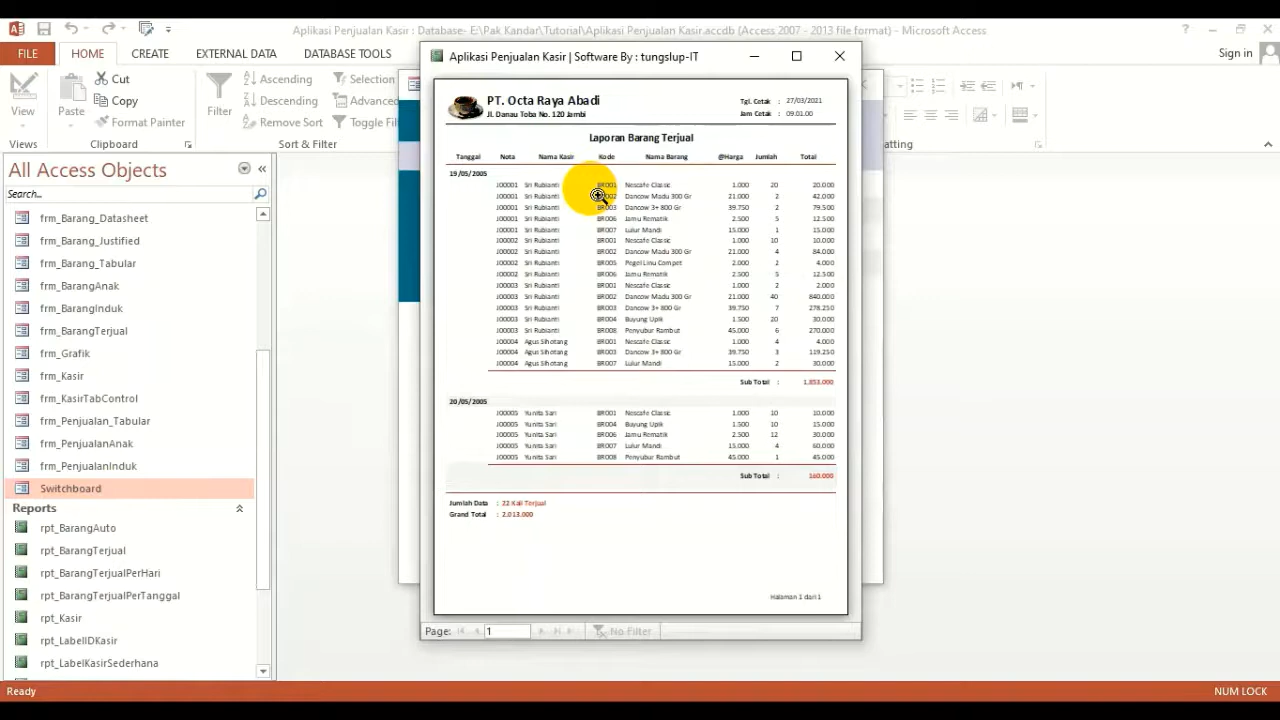 Aplikasi Penjualan Kasir : Database- E:\Pak Kandar\Tutorial\Aplikasi Penjualan Kasir.accdb (Access 2007 - 2013 file format) - Microsoft Access
FILE HOME CREATE EXTERNAL DATA DATABASE TOOLS Sign in
View Paste Cut Copy Format Painter Filter Ascending Descending Remove Sort Selection Advanced Toggle Filter
Views Clipboard Sort & Filter
All Access Objects
Search...
frm_Barang_Datasheet
frm_Barang_Justified
frm_Barang_Tabular
frm_BarangAnak
frm_BarangInduk
frm_BarangTerjual
frm_Grafik
frm_Kasir
frm_KasirTabControl
frm_Penjualan_Tabular
frm_PenjualanAnak
frm_PenjualanInduk
Switchboard
Reports
rpt_BarangAuto
rpt_BarangTerjual
rpt_BarangTerjualPerHari
rpt_BarangTerjualPerTanggal
rpt_Kasir
rpt_LabelIDKasir
rpt_LabelKasirSederhana
Aplikasi Penjualan Kasir | Software By : tungslup-IT
PT. Octa Raya Abadi Tgl. Cetak : 27/03/2021
Jl. Danau Toba No. 120 Jambi Jam Cetak : 09.01.00
Laporan Barang Terjual
Tanggal Nota Nama Kasir Kode Nama Barang @Harga Jumlah Total
19/05/2005
J00001 Sri Rubianti BR001 Nescafe Classic 1.000 20 20.000
J00001 Sri Rubianti BR002 Dancow Madu 300 Gr 21.000 2 42.000
J00001 Sri Rubianti BR003 Dancow 3+ 800 Gr 39.750 2 79.500
J00001 Sri Rubianti BR006 Jamu Rematik 2.500 5 12.500
J00001 Sri Rubianti BR007 Lulur Mandi 15.000 1 15.000
J00002 Sri Rubianti BR001 Nescafe Classic 1.000 10 10.000
J00002 Sri Rubianti BR002 Dancow Madu 300 Gr 21.000 4 84.000
J00002 Sri Rubianti BR005 Pegel Linu Compet 2.000 2 4.000
J00002 Sri Rubianti BR006 Jamu Rematik 2.500 5 12.500
J00003 Sri Rubianti BR001 Nescafe Classic 1.000 2 2.000
J00003 Sri Rubianti BR002 Dancow Madu 300 Gr 21.000 40 840.000
J00003 Sri Rubianti BR003 Dancow 3+ 800 Gr 39.750 7 278.250
J00003 Sri Rubianti BR004 Buyung Upik 1.500 20 30.000
J00003 Sri Rubianti BR008 Penyubur Rambut 45.000 6 270.000
J00004 Agus Sihotang BR001 Nescafe Classic 1.000 4 4.000
J00004 Agus Sihotang BR003 Dancow 3+ 800 Gr 39.750 3 119.250
J00004 Agus Sihotang BR007 Lulur Mandi 15.000 2 30.000
Sub Total : 1.853.000
20/05/2005
J00005 Yunita Sari BR001 Nescafe Classic 1.000 10 10.000
J00005 Yunita Sari BR004 Buyung Upik 1.500 10 15.000
J00005 Yunita Sari BR006 Jamu Rematik 2.500 12 30.000
J00005 Yunita Sari BR007 Lulur Mandi 15.000 4 60.000
J00005 Yunita Sari BR008 Penyubur Rambut 45.000 1 45.000
Sub Total : 160.000
Jumlah Data : 22 Kali Terjual
Grand Total : 2.013.000
Halaman 1 dari 1
Page: 1 No Filter
Ready NUM LOCK